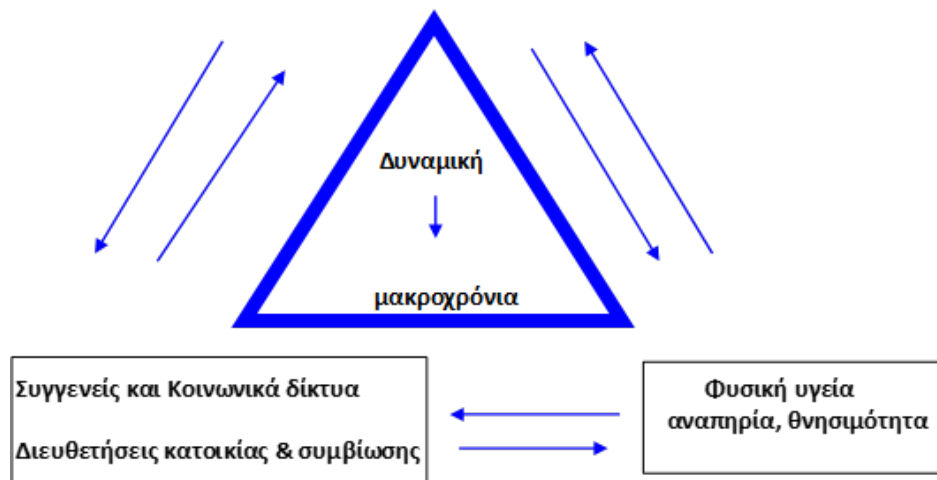 Δυναμική
μακροχρόνια
Συγγενείς και Κοινωνικά δίκτυα
Διευθετήσεις κατοικίας & συμβίωσης
Φυσική υγεία
αναπηρία, θνησιμότητα